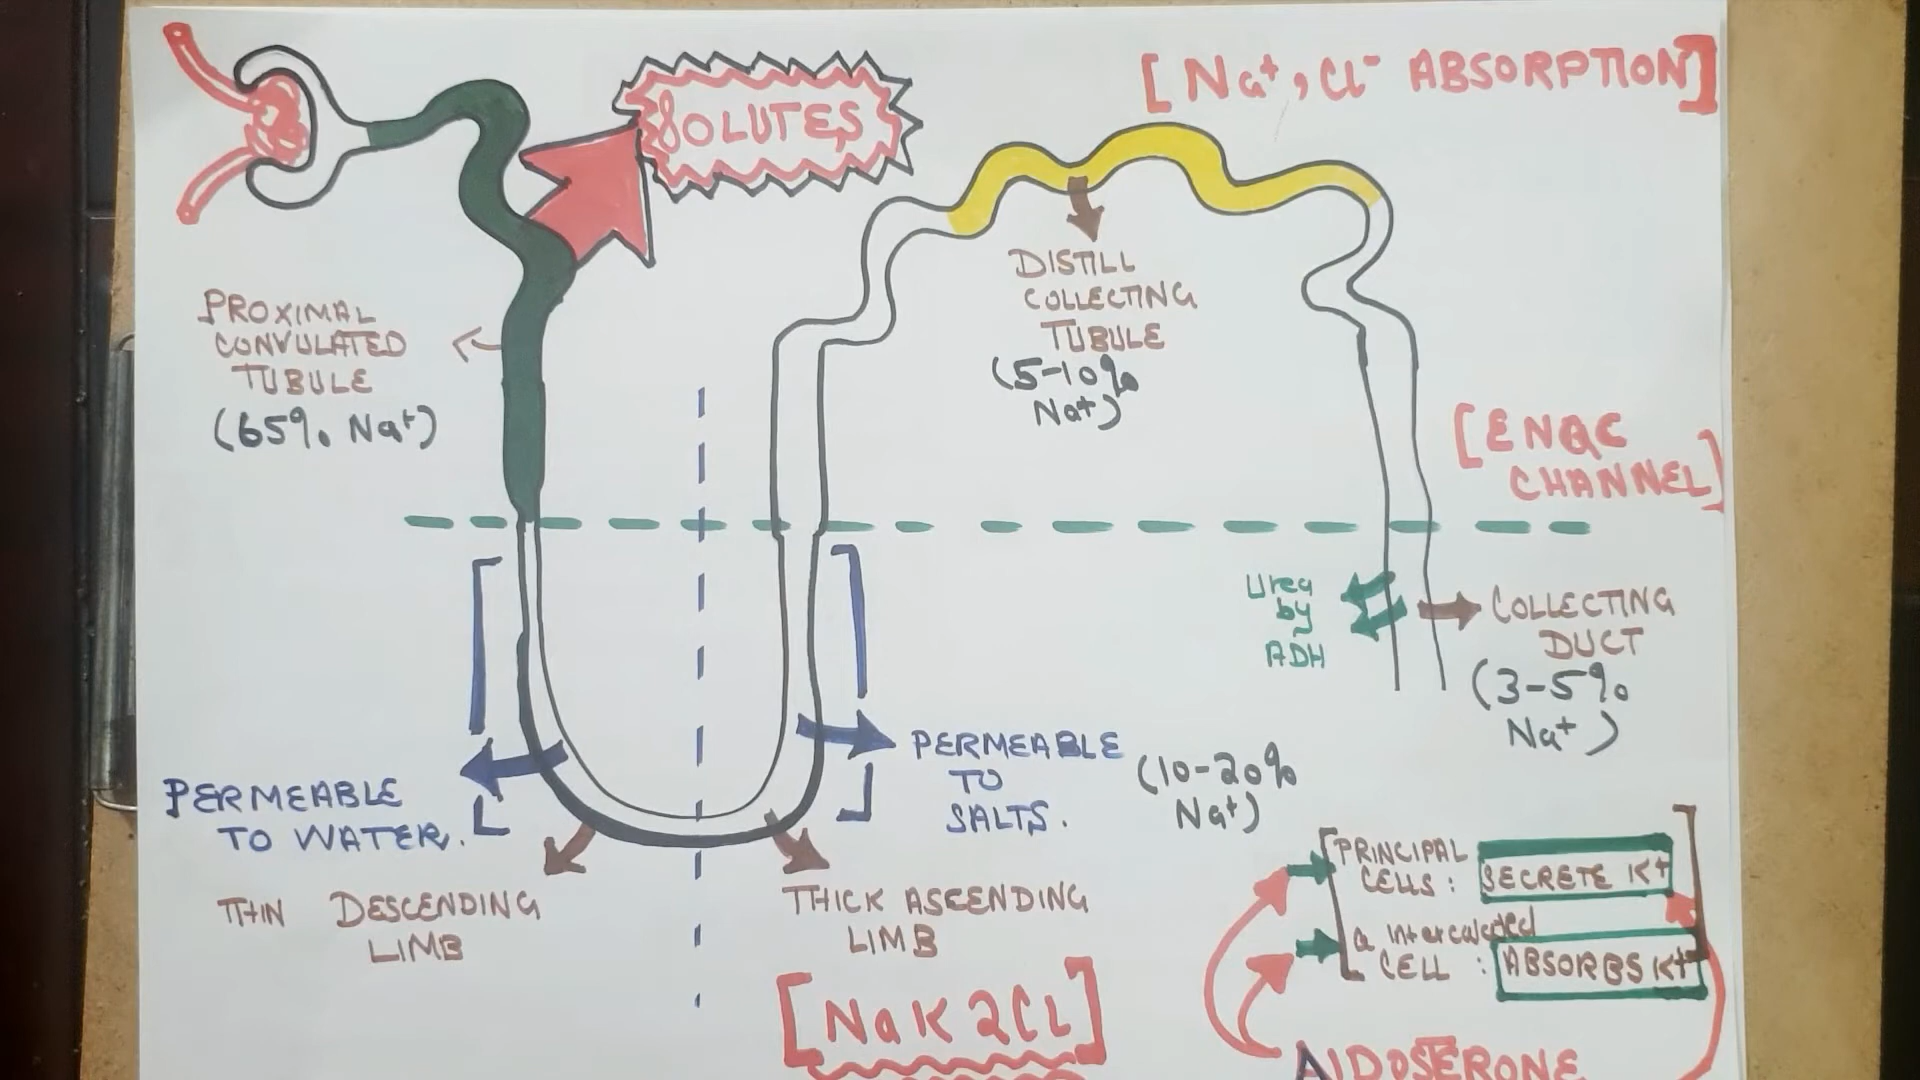 SOLUTES
[Na⁺, Cl⁻ ABSORPTION]
PROXIMAL
CONVULATED
TUBULE
(65% Na⁺)
DISTILL
COLLECTING
TUBULE
(5-10%
Na⁺)
[ENaC
CHANNEL]
Urea
by
ADH
COLLECTING
DUCT
(3-5%
Na⁺)
PERMEABLE
TO WATER.
PERMEABLE
TO
SALTS.
(10-20%
Na⁺)
THIN DESCENDING
LIMB
THICK ASCENDING
LIMB
[NaK2CL]
PRINCIPAL
CELLS : SECRETE K⁺
α intercalated
CELL : ABSORBS K⁺
AlDOSTERONE